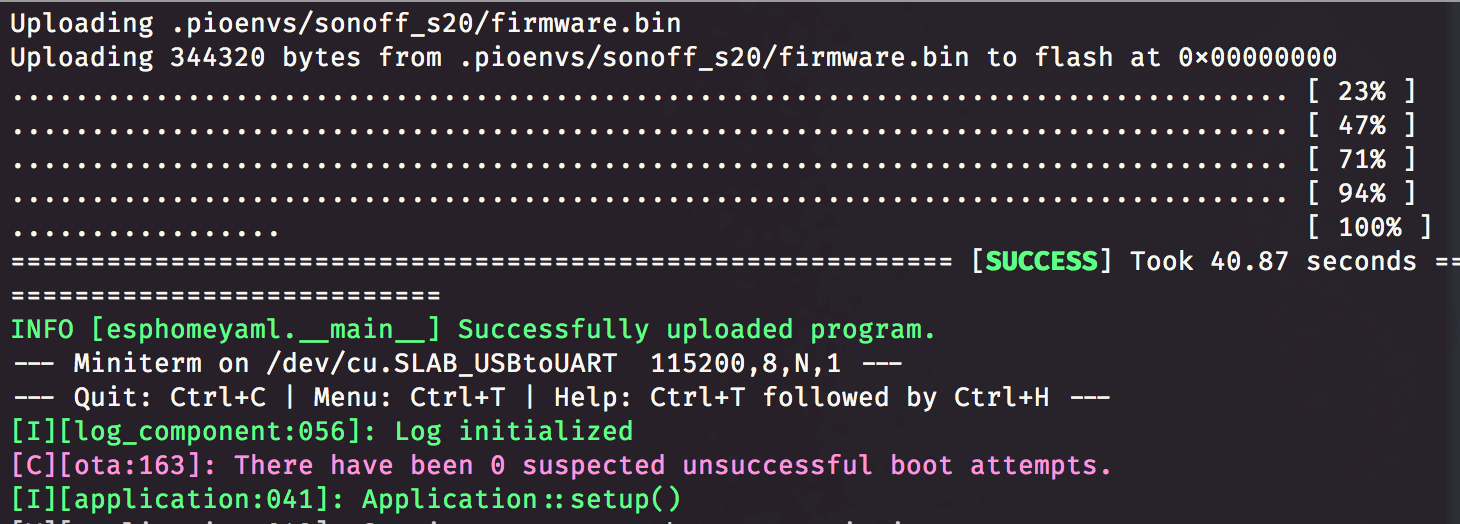 Uploading .pioenvs/sonoff_s20/firmware.bin
Uploading 344320 bytes from .pioenvs/sonoff_s20/firmware.bin to flash at 0x00000000
................................................................................ [ 23% ]
................................................................................ [ 47% ]
................................................................................ [ 71% ]
................................................................................ [ 94% ]
................. [ 100% ]
=========================================================== [SUCCESS] Took 40.87 seconds ==
===========================
INFO [esphomeyaml.__main__] Successfully uploaded program.
--- Miniterm on /dev/cu.SLAB_USBtoUART  115200,8,N,1 ---
--- Quit: Ctrl+C | Menu: Ctrl+T | Help: Ctrl+T followed by Ctrl+H ---
[I][log_component:056]: Log initialized
[C][ota:163]: There have been 0 suspected unsuccessful boot attempts.
[I][application:041]: Application::setup()